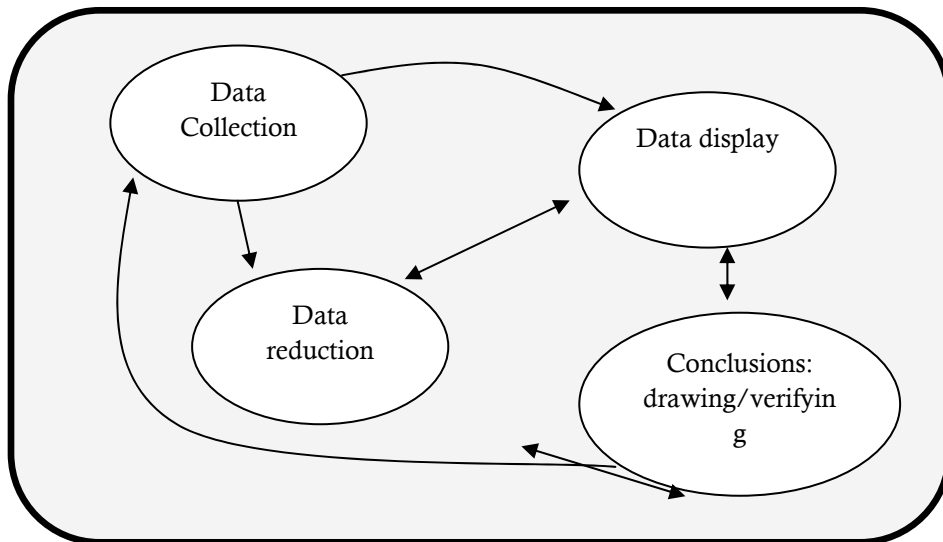 Data
Collection
Data display
Data
reduction
Conclusions:
drawing/verifyin
g